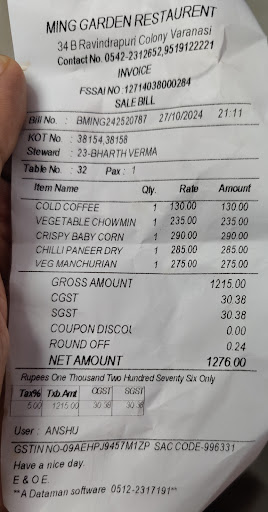 MING GARDEN RESTAURENT
34 B Ravindrapuri Colony Varanasi
Contact No. 0542-2312652,9519122221
INVOICE
FSSAI NO :12714038000284
SALE BILL
Bill No. : BMING242520787 27/10/2024 21:11
KOT No. : 38154,38158
Steward : 23-BHARTH VERMA
Table No. : 32 Pax : 1
Item Name Qty. Rate Amount
COLD COFFEE 1 130.00 130.00
VEGETABLE CHOWMIN 1 235.00 235.00
CRISPY BABY CORN 1 290.00 290.00
CHILLI PANEER DRY 1 285.00 285.00
VEG MANCHURIAN 1 275.00 275.00
GROSS AMOUNT 1215.00
CGST 30.38
SGST 30.38
COUPON DISCOU 0.00
ROUND OFF 0.24
NET AMOUNT 1276.00
Rupees One Thousand Two Hundred Seventy Six Only
Tax% Txb.Amt CGST SGST
5.00 1215.00 30.38 30.38
User : ANSHU
GSTIN NO-09AEHPJ9457M1ZP SAC CODE-996331
Have a nice day.
E & O E.
**A Dataman software 0512-2317191**